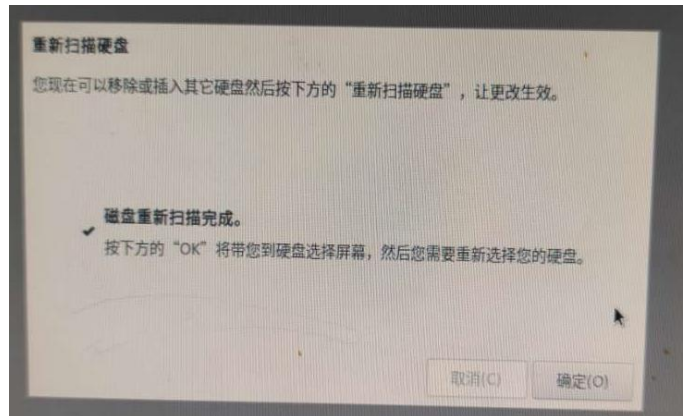 重新扫描硬盘
您现在可以移除或插入其它硬盘然后按下方的“重新扫描硬盘”，让更改生效。
磁盘重新扫描完成。
按下方的“OK”将带您到硬盘选择屏幕，然后您需要重新选择您的硬盘。
取消(C)
确定(O)